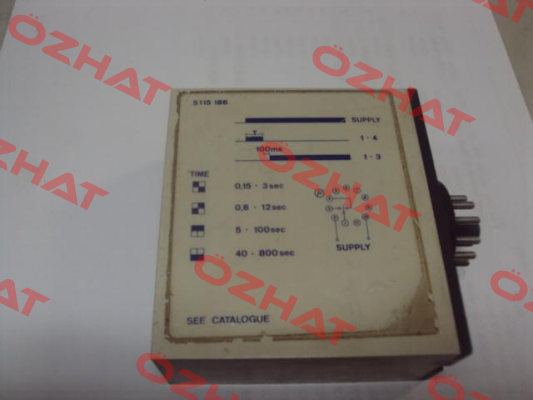 ÖZHAT
ÖZHAT
ÖZHAT
S115 166
SUPPLY
T
1-4
100ms
1-3
TIME
0,15 - 3sec
0,6 - 12sec
5 - 100sec
40 - 800sec
SUPPLY
SEE CATALOGUE
ÖZHAT
ÖZHAT
ÖZHAT
ÖZHAT